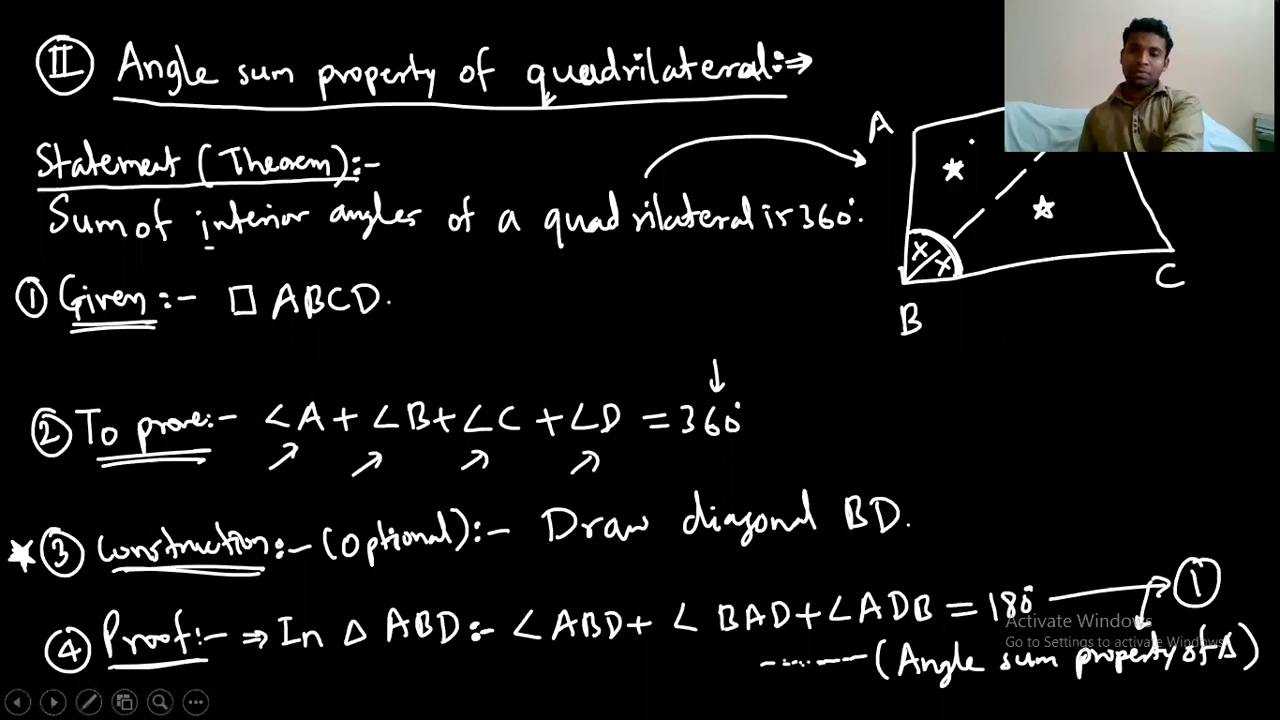 II Angle sum property of quadrilateral:⇒
Statement (Theorem):-
Sum of interior angles of a quadrilateral is 360°.
① Given:- □ ABCD.
② To prove:- ∠A + ∠B + ∠C + ∠D = 360°
③ Construction:- (Optional):- Draw diagonal BD.
④ Proof:- ⇒ In △ ABD:- ∠ABD + ∠BAD + ∠ADB = 180° → ①
------- (Angle sum property of △)
A
B
C
Activate Windows
Go to Settings to activate Windows.